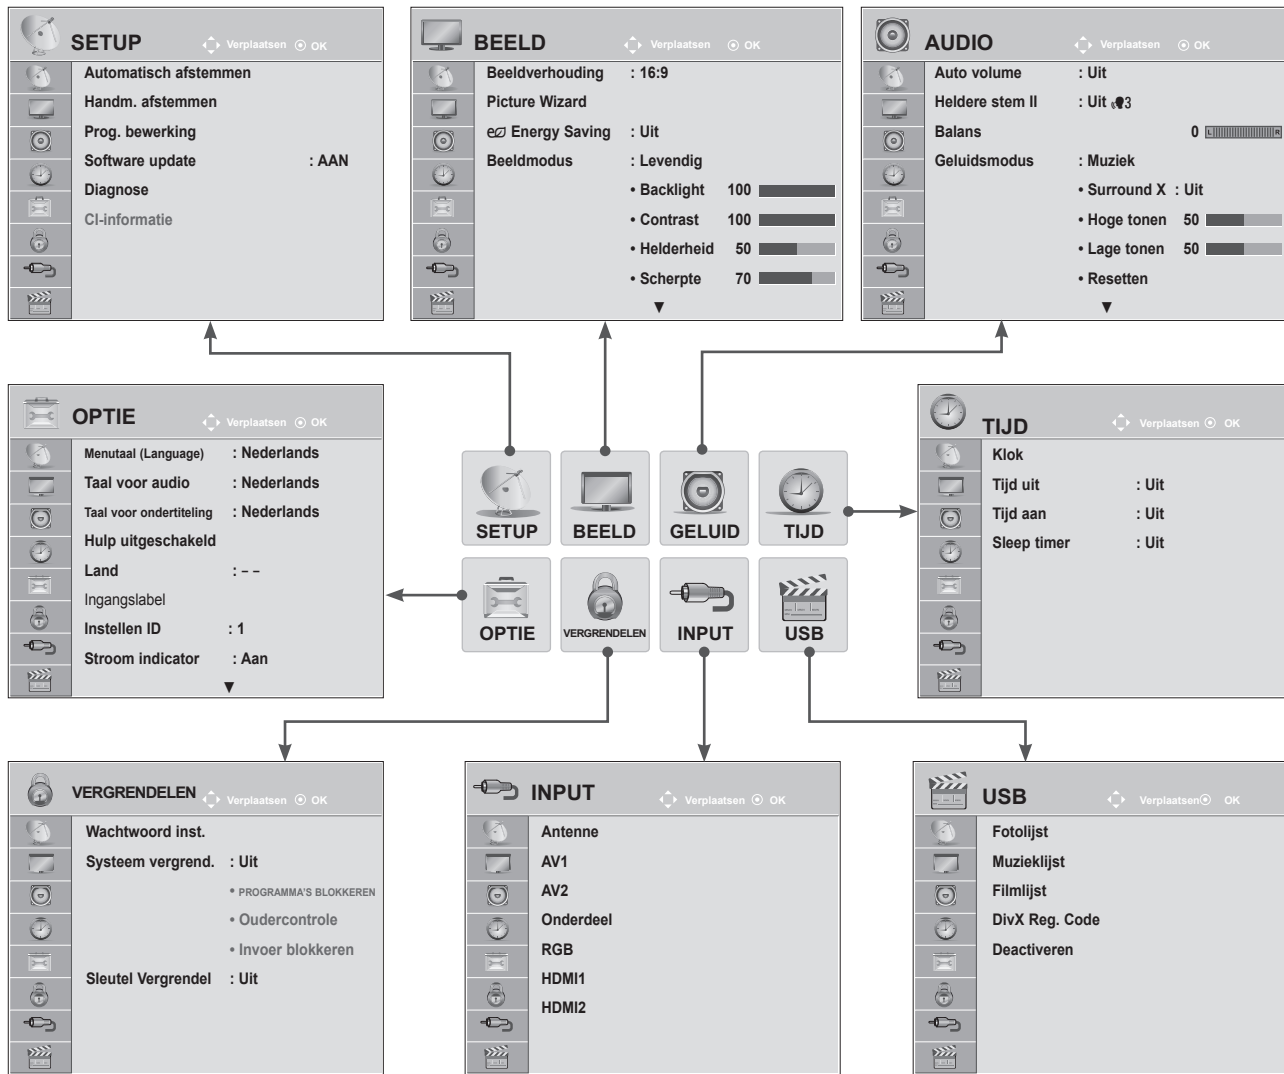 SETUP
Verplaatsen OK
Automatisch afstemmen
Handm. afstemmen
Prog. bewerking
Software update : AAN
Diagnose
CI-informatie
BEELD
Verplaatsen OK
Beeldverhouding : 16:9
Picture Wizard
Energy Saving : Uit
Beeldmodus : Levendig
• Backlight 100
• Contrast 100
• Helderheid 50
• Scherpte 70
▼
AUDIO
Verplaatsen OK
Auto volume : Uit
Heldere stem II : Uit 3
Balans 0 L R
Geluidsmodus : Muziek
• Surround X : Uit
• Hoge tonen 50
• Lage tonen 50
• Resetten
▼
OPTIE
Verplaatsen OK
Menutaal (Language) : Nederlands
Taal voor audio : Nederlands
Taal voor ondertiteling : Nederlands
Hulp uitgeschakeld
Land : – –
Ingangslabel
Instellen ID : 1
Stroom indicator : Aan
▼
SETUP BEELD GELUID TIJD
OPTIE VERGRENDELEN INPUT USB
TIJD
Verplaatsen OK
Klok
Tijd uit : Uit
Tijd aan : Uit
Sleep timer : Uit
VERGRENDELEN
Verplaatsen OK
Wachtwoord inst.
Systeem vergrend. : Uit
• PROGRAMMA'S BLOKKEREN
• Oudercontrole
• Invoer blokkeren
Sleutel Vergrendel : Uit
INPUT
Verplaatsen OK
Antenne
AV1
AV2
Onderdeel
RGB
HDMI1
HDMI2
USB
Verplaatsen OK
Fotolijst
Muzieklijst
Filmlijst
DivX Reg. Code
Deactiveren